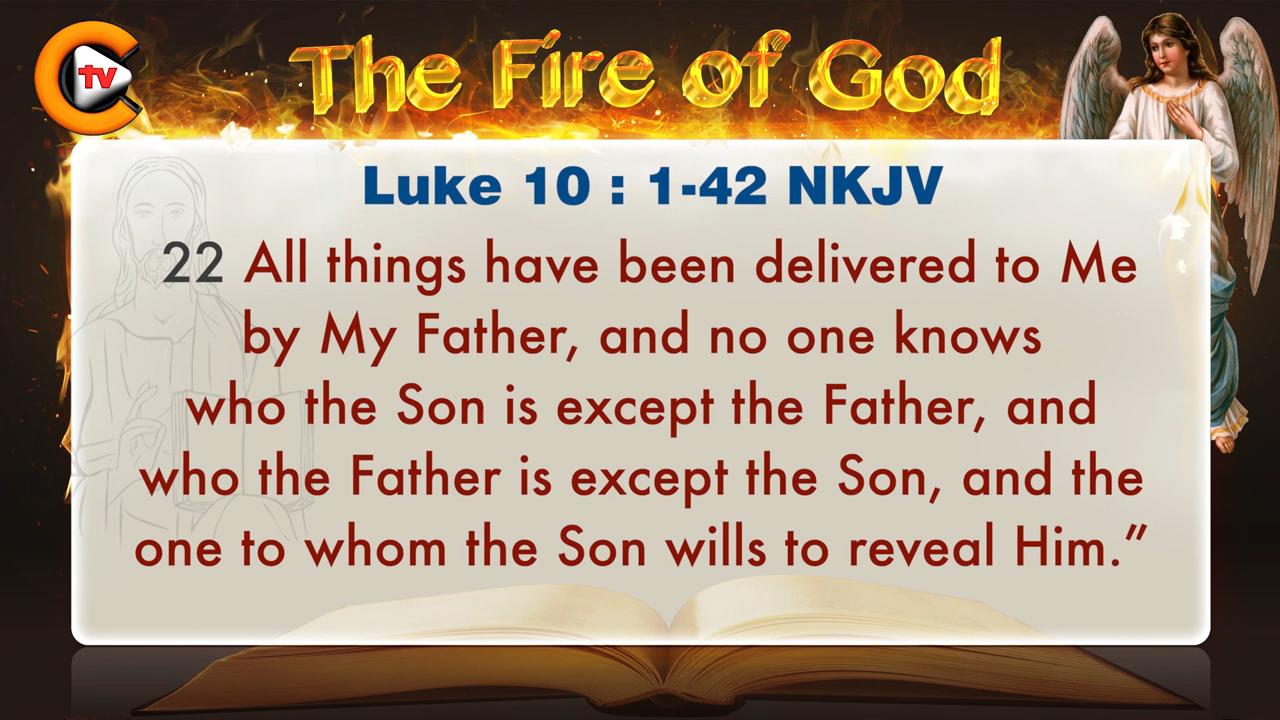 tv
The Fire of God
Luke 10 : 1-42 NKJV
22 All things have been delivered to Me
by My Father, and no one knows
who the Son is except the Father, and
who the Father is except the Son, and the
one to whom the Son wills to reveal Him.”